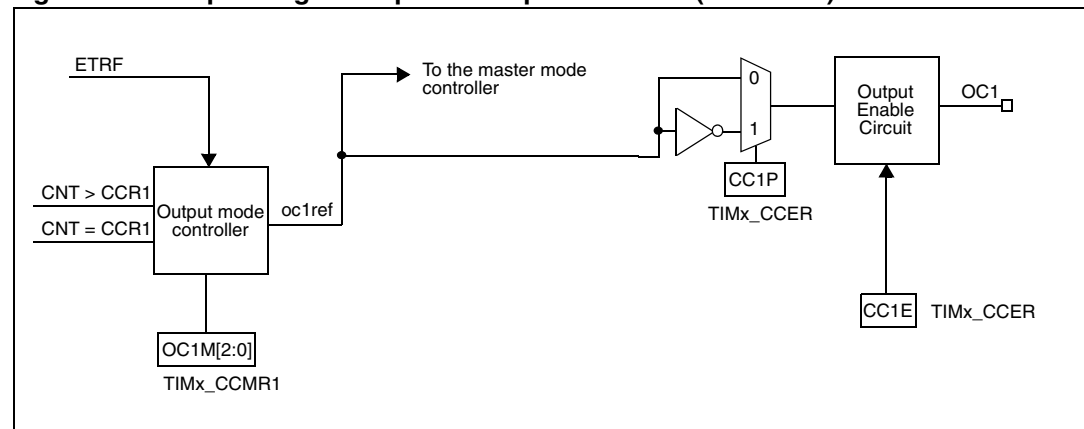 ETRF
To the master mode
controller
0
1
Output
Enable
Circuit
OC1
CNT > CCR1
CNT = CCR1
Output mode
controller
oc1ref
CC1P
TIMx_CCER
CC1E
TIMx_CCER
OC1M[2:0]
TIMx_CCMR1